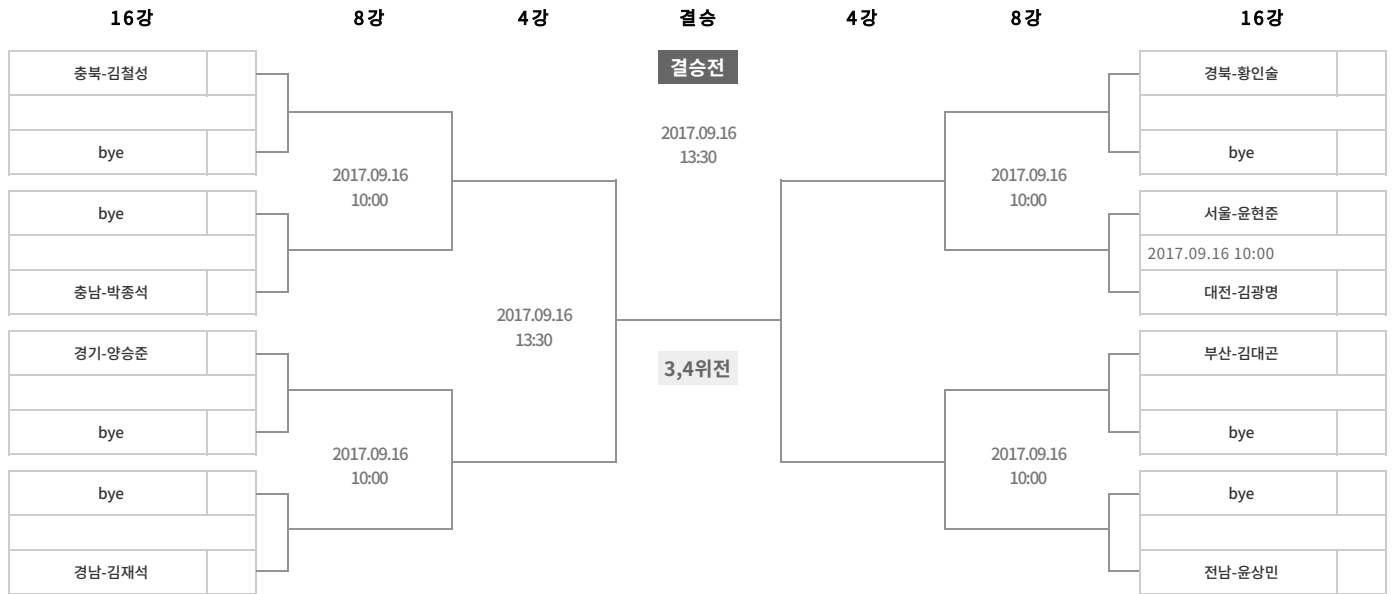 16강 8강 4강 결승 4강 8강 16강
충북-김철성
bye
bye
충남-박종석
경기-양승준
bye
bye
경남-김재석
2017.09.16
10:00
2017.09.16
10:00
2017.09.16
13:30
결승전
2017.09.16
13:30
3,4위전
2017.09.16
10:00
2017.09.16
10:00
경북-황인술
bye
서울-윤현준
2017.09.16 10:00
대전-김광명
부산-김대곤
bye
bye
전남-윤상민